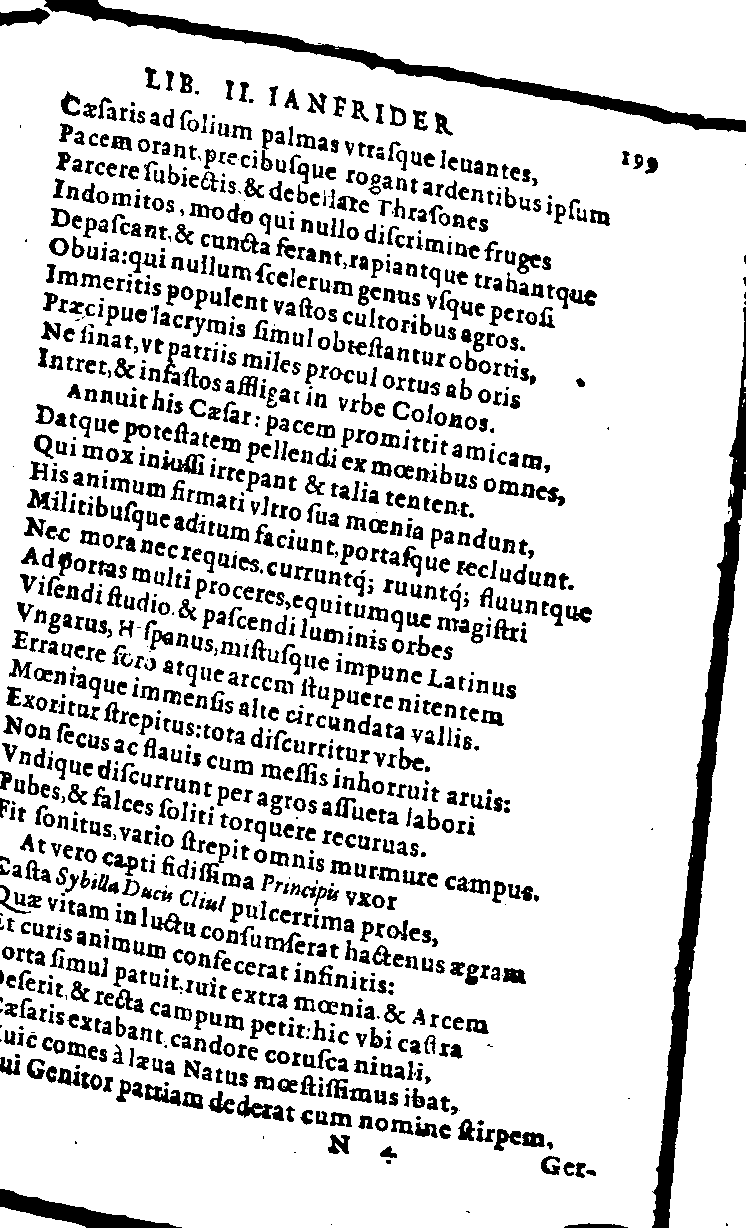 LIB. II. IANFRIDER
199
Cæſaris ad ſolium palmas vtraſque leuantes,
Pacem orant, precibuſque rogant ardentibus ipſum
Parcere ſubiectis, & debellare Thraſones
Indomitos, modo qui nullo diſcrimine fruges
Depaſcant, & cuncta ferant, rapiantque trahantque
Obuia: qui nullum ſcelerum genus vſque peroſi
Immeritis populent vaſtos cultoribus agros.
Præcipue lacrymis ſimul obteſtantur obortis,
Ne ſinat, vt patriis miles procul ortus ab oris
Intret, & infaſtos affligat in vrbe Colonos.
Annuit his Cæſar: pacem promittit amicam,
Datque poteſtatem pellendi ex mœnibus omnes,
Qui mox iniuſſi irrepant & talia tentent.
His animum firmati vltro ſua mœnia pandunt,
Militibuſque aditum faciunt, portaſque recludunt.
Nec mora nec requies. curruntq́; ruuntq́; fluuntque
Ad portas multi proceres, equitumque magiſtri
Viſendi ſtudio, & paſcendi luminis orbes
Vngarus, Hiſpanus, miſtuſque impune Latinus
Errauere foro atque arcem ſtupuere nitentem
Mœniaque immenſis alte circundata vallis.
Exoritur ſtrepitus: tota diſcurritur vrbe.
Non ſecus ac flauis cum meſſis inhorruit aruis:
Vndique diſcurrunt per agros aſſueta labori
Pubes, & falces ſoliti torquere recuruas.
Fit ſonitus, vario ſtrepit omnis murmure campus.
At vero capti fidiſſima Principis vxor
Caſta Sybilla Ducis Cliui pulcerrima proles,
Quæ vitam in luctu conſumſerat hactenus ægram
Et curis animum confecerat infinitis:
orta ſimul patuit, ruit extra mœnia, & Arcem
Deſerit, & recta campum petit: hic vbi caſtra
Cæſaris extabant, candore coruſca niuali,
uic comes à læua Natus mœſtiſſimus ibat,
ui Genitor patriam dederat cum nomine ſtirpem,
N 4
Ger-